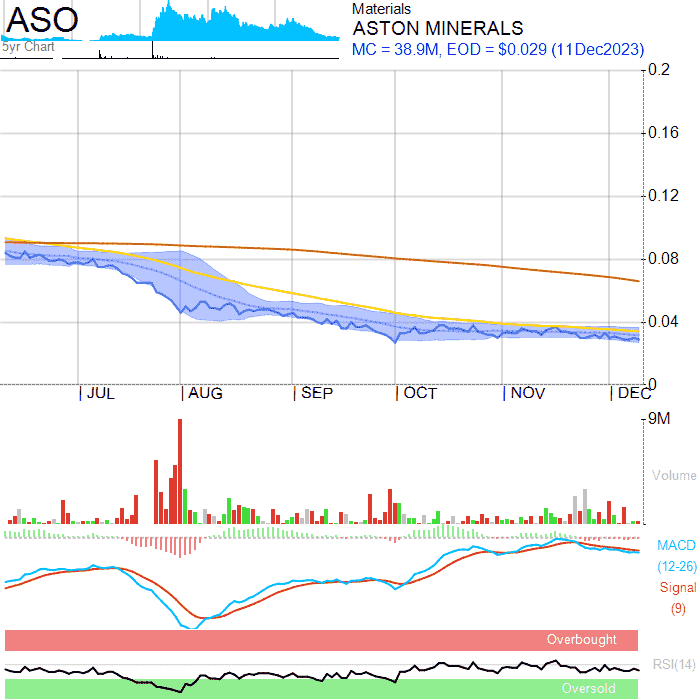 ASO
5yr Chart
Materials
ASTON MINERALS
MC = 38.9M, EOD = $0.029 (11Dec2023)
0.2
0.16
0.12
0.08
0.04
0
JUL
AUG
SEP
OCT
NOV
DEC
9M
Volume
MACD
(12-26)
Signal
(9)
Overbought
RSI(14)
Oversold